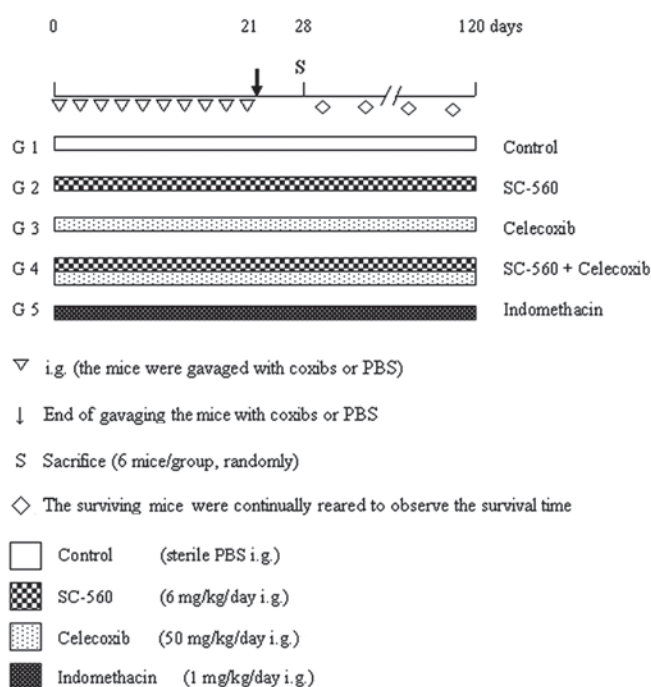 0 21 28 120 days
S
G 1 Control
G 2 SC-560
G 3 Celecoxib
G 4 SC-560 + Celecoxib
G 5 Indomethacin
i.g. (the mice were gavaged with coxibs or PBS)
End of gavaging the mice with coxibs or PBS
S Sacrifice (6 mice/group, randomly)
The surviving mice were continually reared to observe the survival time
Control (sterile PBS i.g.)
SC-560 (6 mg/kg/day i.g.)
Celecoxib (50 mg/kg/day i.g.)
Indomethacin (1 mg/kg/day i.g.)